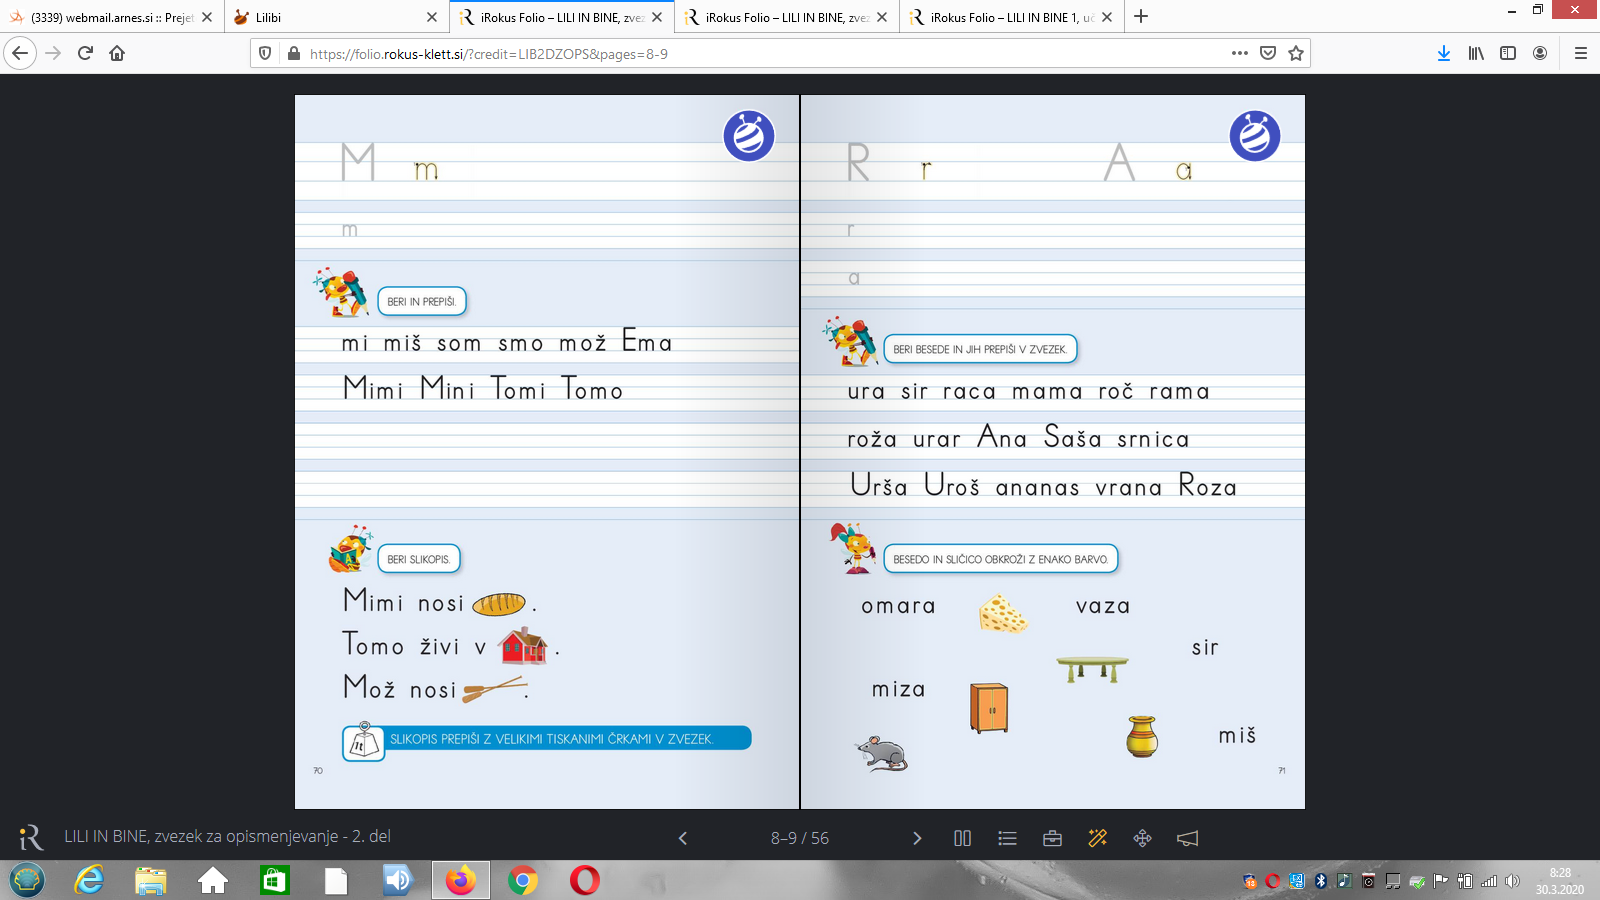 (3339) webmail.arnes.si :: Prejet
Lilibi
iRokus Folio – LILI IN BINE, zvez
iRokus Folio – LILI IN BINE, zvez
iRokus Folio – LILI IN BINE 1, uč
https://folio.rokus-klett.si/?credit=LIB2DZOPS&pages=8-9
M m
m
BERI IN PREPIŠI.
mi miš som smo mož Ema
Mimi Mini Tomi Tomo
BERI SLIKOPIS.
Mimi nosi .
Tomo živi v .
Mož nosi .
1t
SLIKOPIS PREPIŠI Z VELIKIMI TISKANIMI ČRKAMI V ZVEZEK.
70
R r A a
r
a
BERI BESEDE IN JIH PREPIŠI V ZVEZEK.
ura sir raca mama roč rama
roža urar Ana Saša srnica
Urša Uroš ananas vrana Roza
BESEDO IN SLIČICO OBKROŽI Z ENAKO BARVO.
omara vaza
sir
miza
miš
71
iR LILI IN BINE, zvezek za opismenjevanje - 2. del
8–9 / 56
8:28
30.3.2020